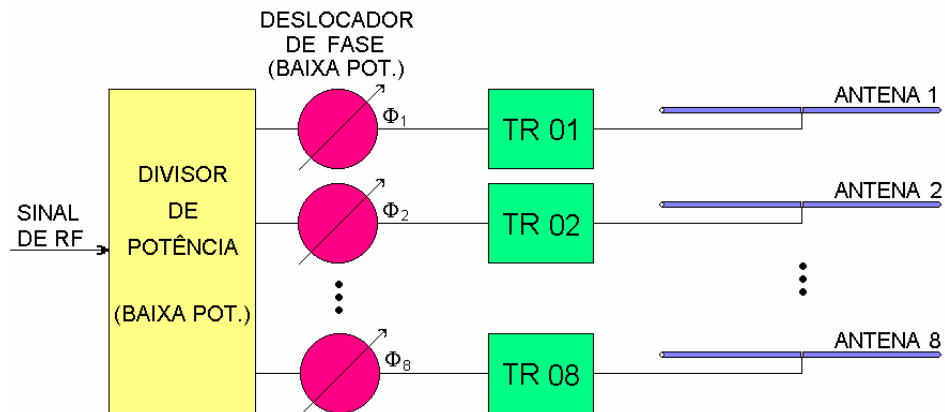 DESLOCADOR
DE FASE
(BAIXA POT.)
DIVISOR
DE
POTÊNCIA
(BAIXA POT.)
SINAL
DE RF
Φ1
TR 01
ANTENA 1
Φ2
TR 02
ANTENA 2
Φ8
TR 08
ANTENA 8